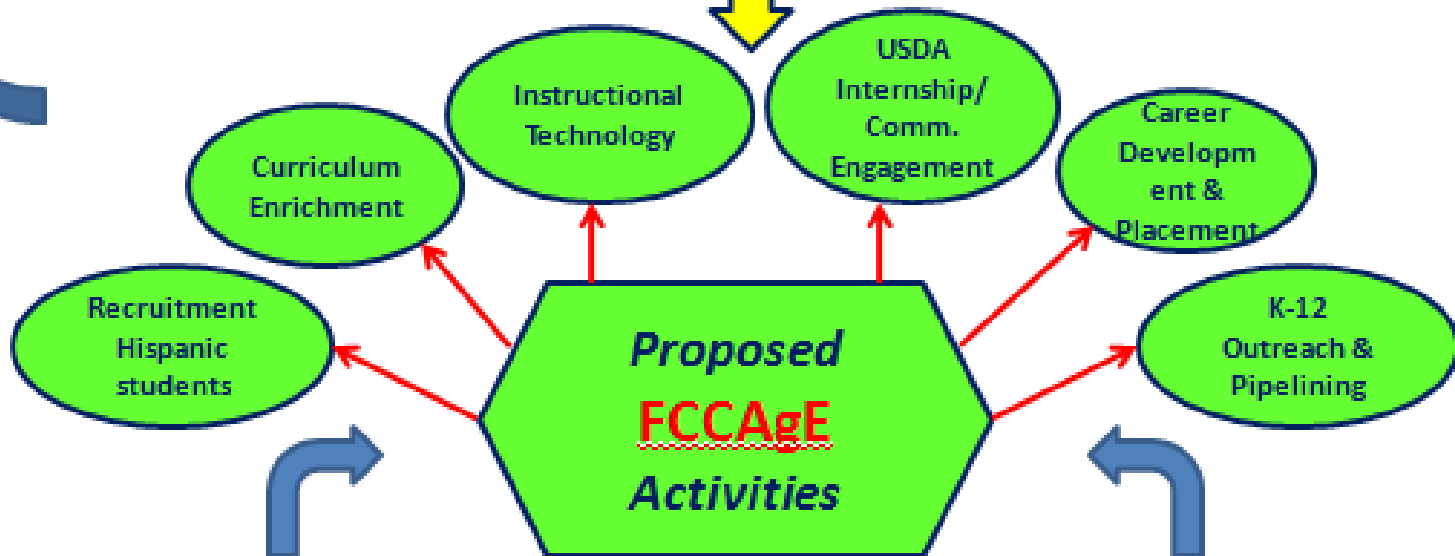 USDA
Internship/
Comm.
Engagement
Instructional
Technology
Career
Developm
ent &
Placement
Curriculum
Enrichment
Recruitment
Hispanic
students
K-12
Outreach &
Pipelining
Proposed
FCCAgE
Activities